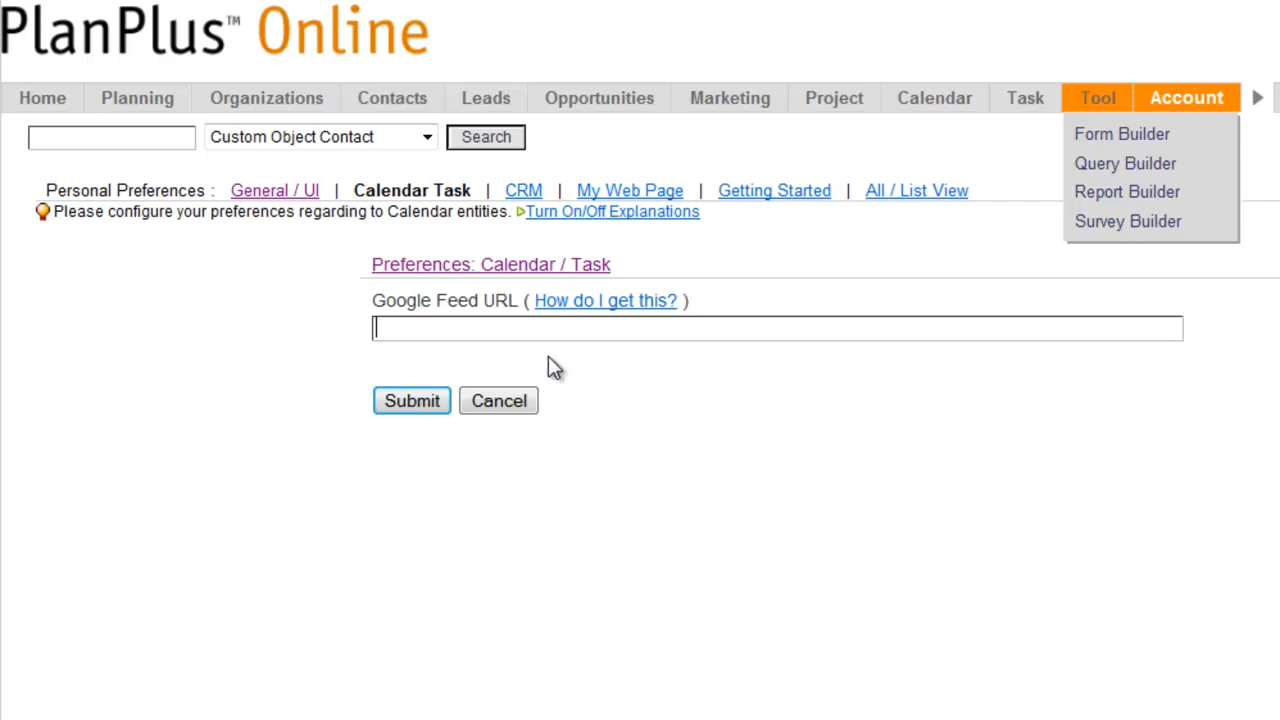 PlanPlus™ Online
Home Planning Organizations Contacts Leads Opportunities Marketing Project Calendar Task Tool Account
Custom Object Contact Search
Form Builder
Query Builder
Report Builder
Survey Builder
Personal Preferences : General / UI | Calendar Task | CRM | My Web Page | Getting Started | All / List View
Please configure your preferences regarding to Calendar entities. Turn On/Off Explanations
Preferences: Calendar / Task
Google Feed URL ( How do I get this? )
Submit Cancel